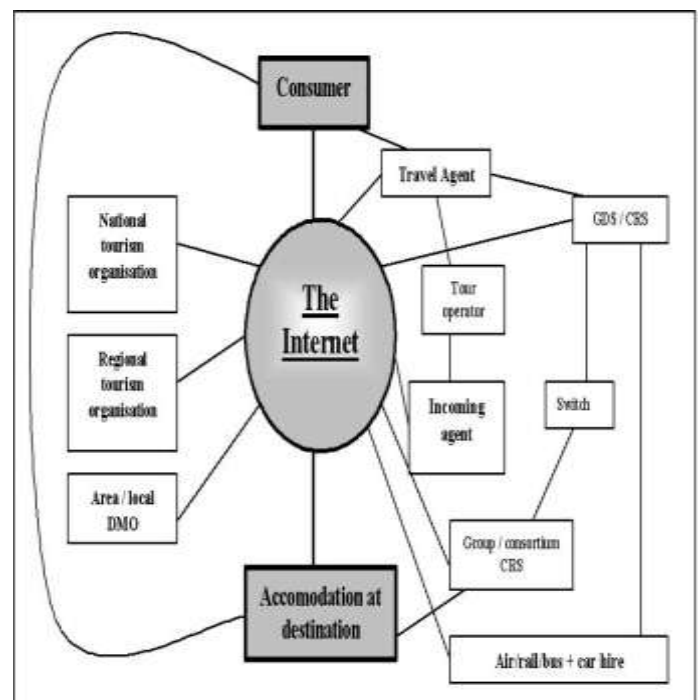 Consumer
Travel Agent
National
tourism
organisation
GDS / CRS
The
Internet
Tour
operator
Regional
tourism
organisation
Incoming
agent
Switch
Area / local
DMO
Group / consortium
CRS
Accomodation at
destination
Air/rail/bus + car hire